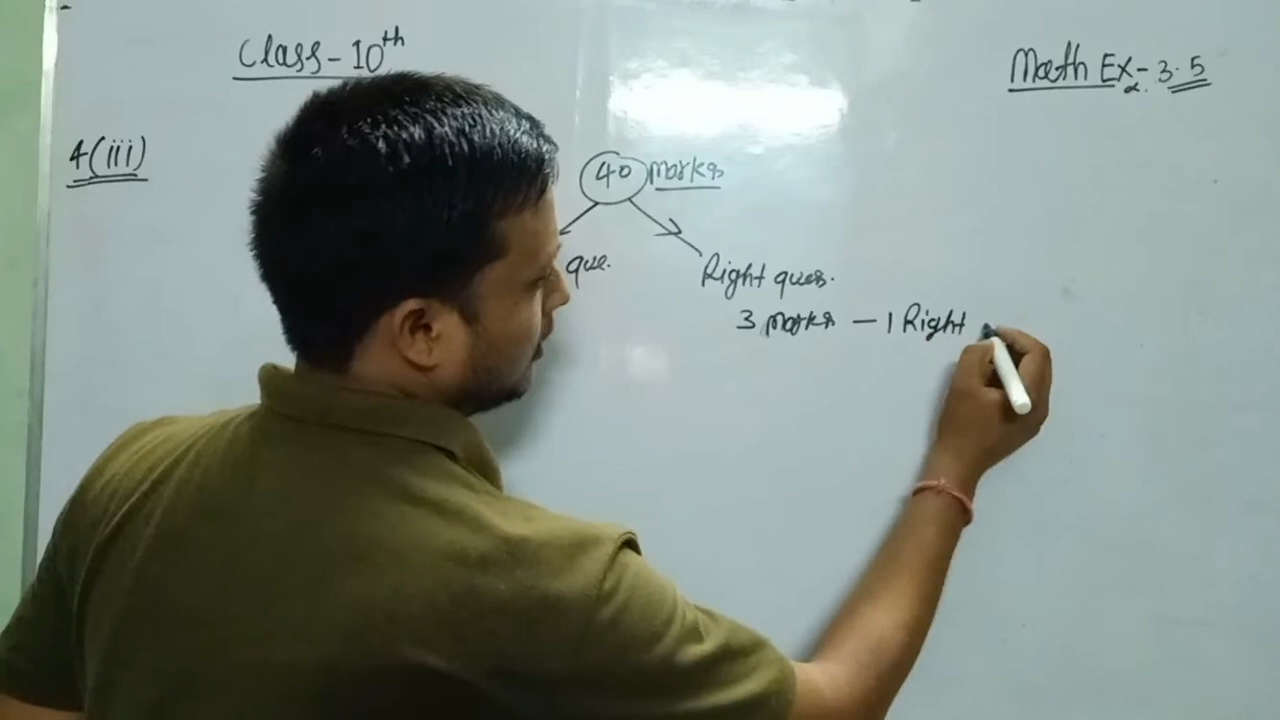 Class-10th
Math Ex-3.5
4(iii)
40 marks
que.
Right ques.
3 marks - 1 Right